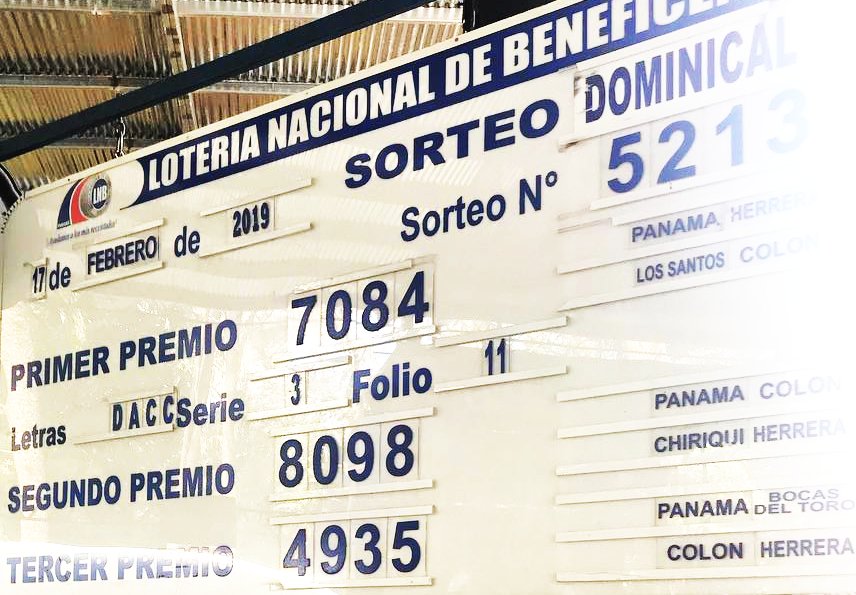 LOTERIA NACIONAL DE BENEFICE
SORTEO DOMINICAL
LNB
17 de FEBRERO de 2019
Sorteo N° 5213
PANAMA HERRERA
LOS SANTOS COLON
PRIMER PREMIO 7084
Letras DACC Serie 3 Folio 11
PANAMA COLON
CHIRIQUI HERRERA
SEGUNDO PREMIO 8098
PANAMA BOCAS DEL TORO
TERCER PREMIO 4935
COLON HERRERA